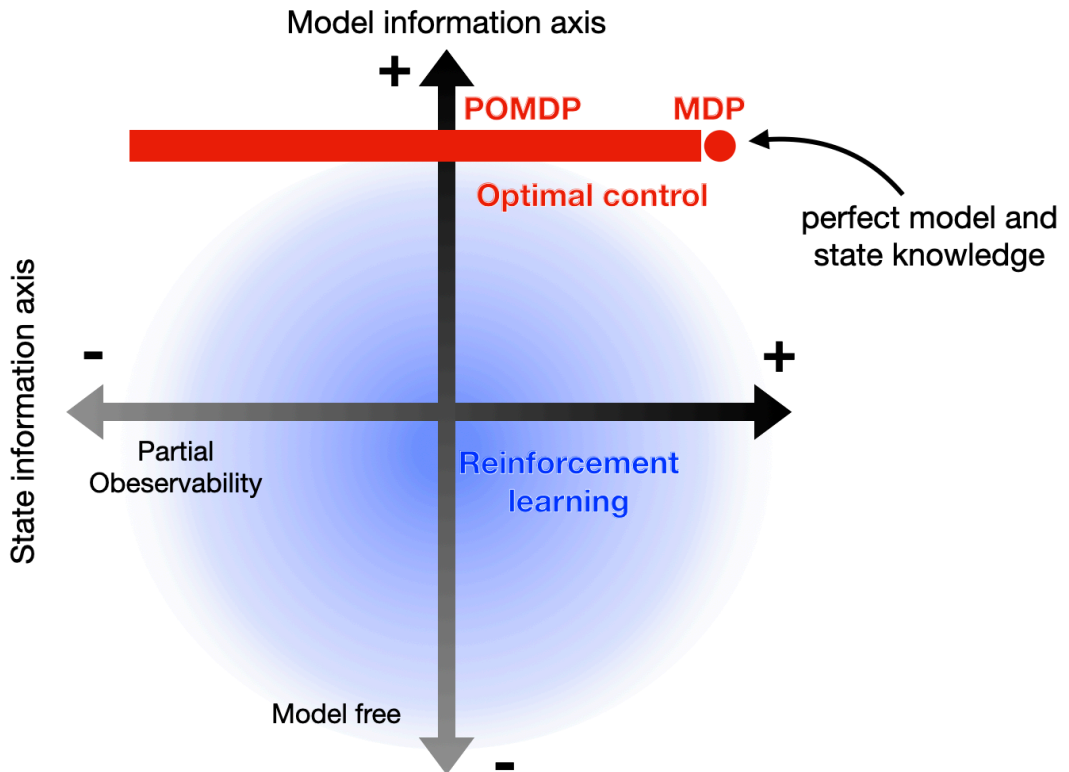 Model information axis
+
POMDP
MDP
Optimal control
perfect model and
state knowledge
State information axis
-
+
Partial
Obeservability
Reinforcement
learning
Model free
-